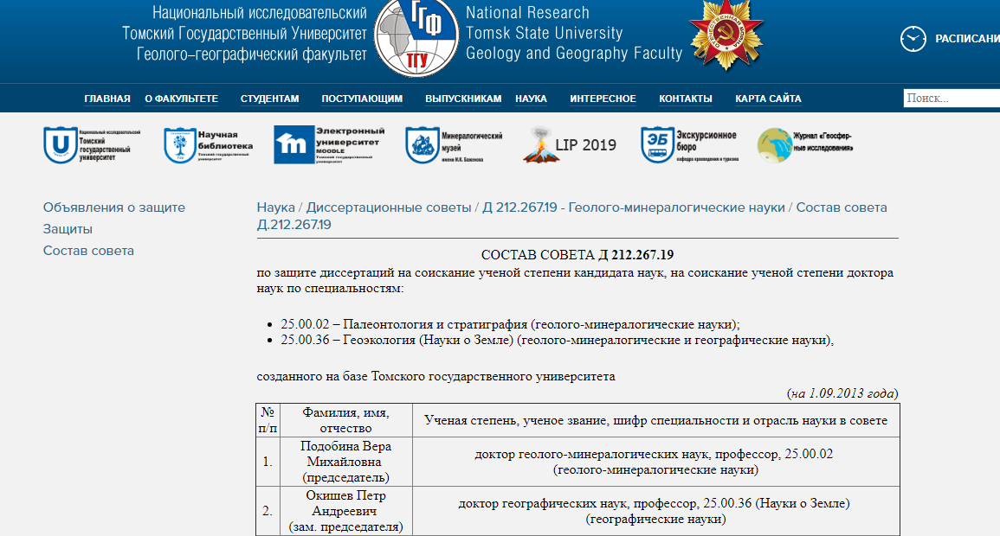 Национальный исследовательский
Томский Государственный Университет
Геолого–географический факультет
ГГФ
ТГУ
National Research
Tomsk State University
Geology and Geography Faculty
РАСПИСАНИ
ГЛАВНАЯ О ФАКУЛЬТЕТЕ СТУДЕНТАМ ПОСТУПАЮЩИМ ВЫПУСКНИКАМ НАУКА ИНТЕРЕСНОЕ КОНТАКТЫ КАРТА САЙТА
Поиск...
Национальный исследовательский
Томский
государственный
университет
Научная
библиотека
Томский государственный
университет
Электронный
университет
MOODLE
Томский государственный
университет
Минералогический
музей
имени И.К. Баженова
LIP 2019
ЭБ
Экскурсионное
бюро
кафедра краеведения и туризма
Журнал «Геосфер-
ные исследования»
Объявления о защите
Защиты
Состав совета
Наука / Диссертационные советы / Д 212.267.19 - Геолого-минералогические науки / Состав совета
Д.212.267.19
СОСТАВ СОВЕТА Д 212.267.19
по защите диссертаций на соискание ученой степени кандидата наук, на соискание ученой степени доктора
наук по специальностям:
• 25.00.02 – Палеонтология и стратиграфия (геолого-минералогические науки);
• 25.00.36 – Геоэкология (Науки о Земле) (геолого-минералогические и географические науки),
созданного на базе Томского государственного университета
(на 1.09.2013 года)
№
п/п
Фамилия, имя,
отчество
Ученая степень, ученое звание, шифр специальности и отрасль науки в совете
1.
Подобина Вера
Михайловна
(председатель)
доктор геолого-минералогических наук, профессор, 25.00.02
(геолого-минералогические науки)
2.
Окишев Петр
Андреевич
(зам. председателя)
доктор географических наук, профессор, 25.00.36 (Науки о Земле)
(географические науки)